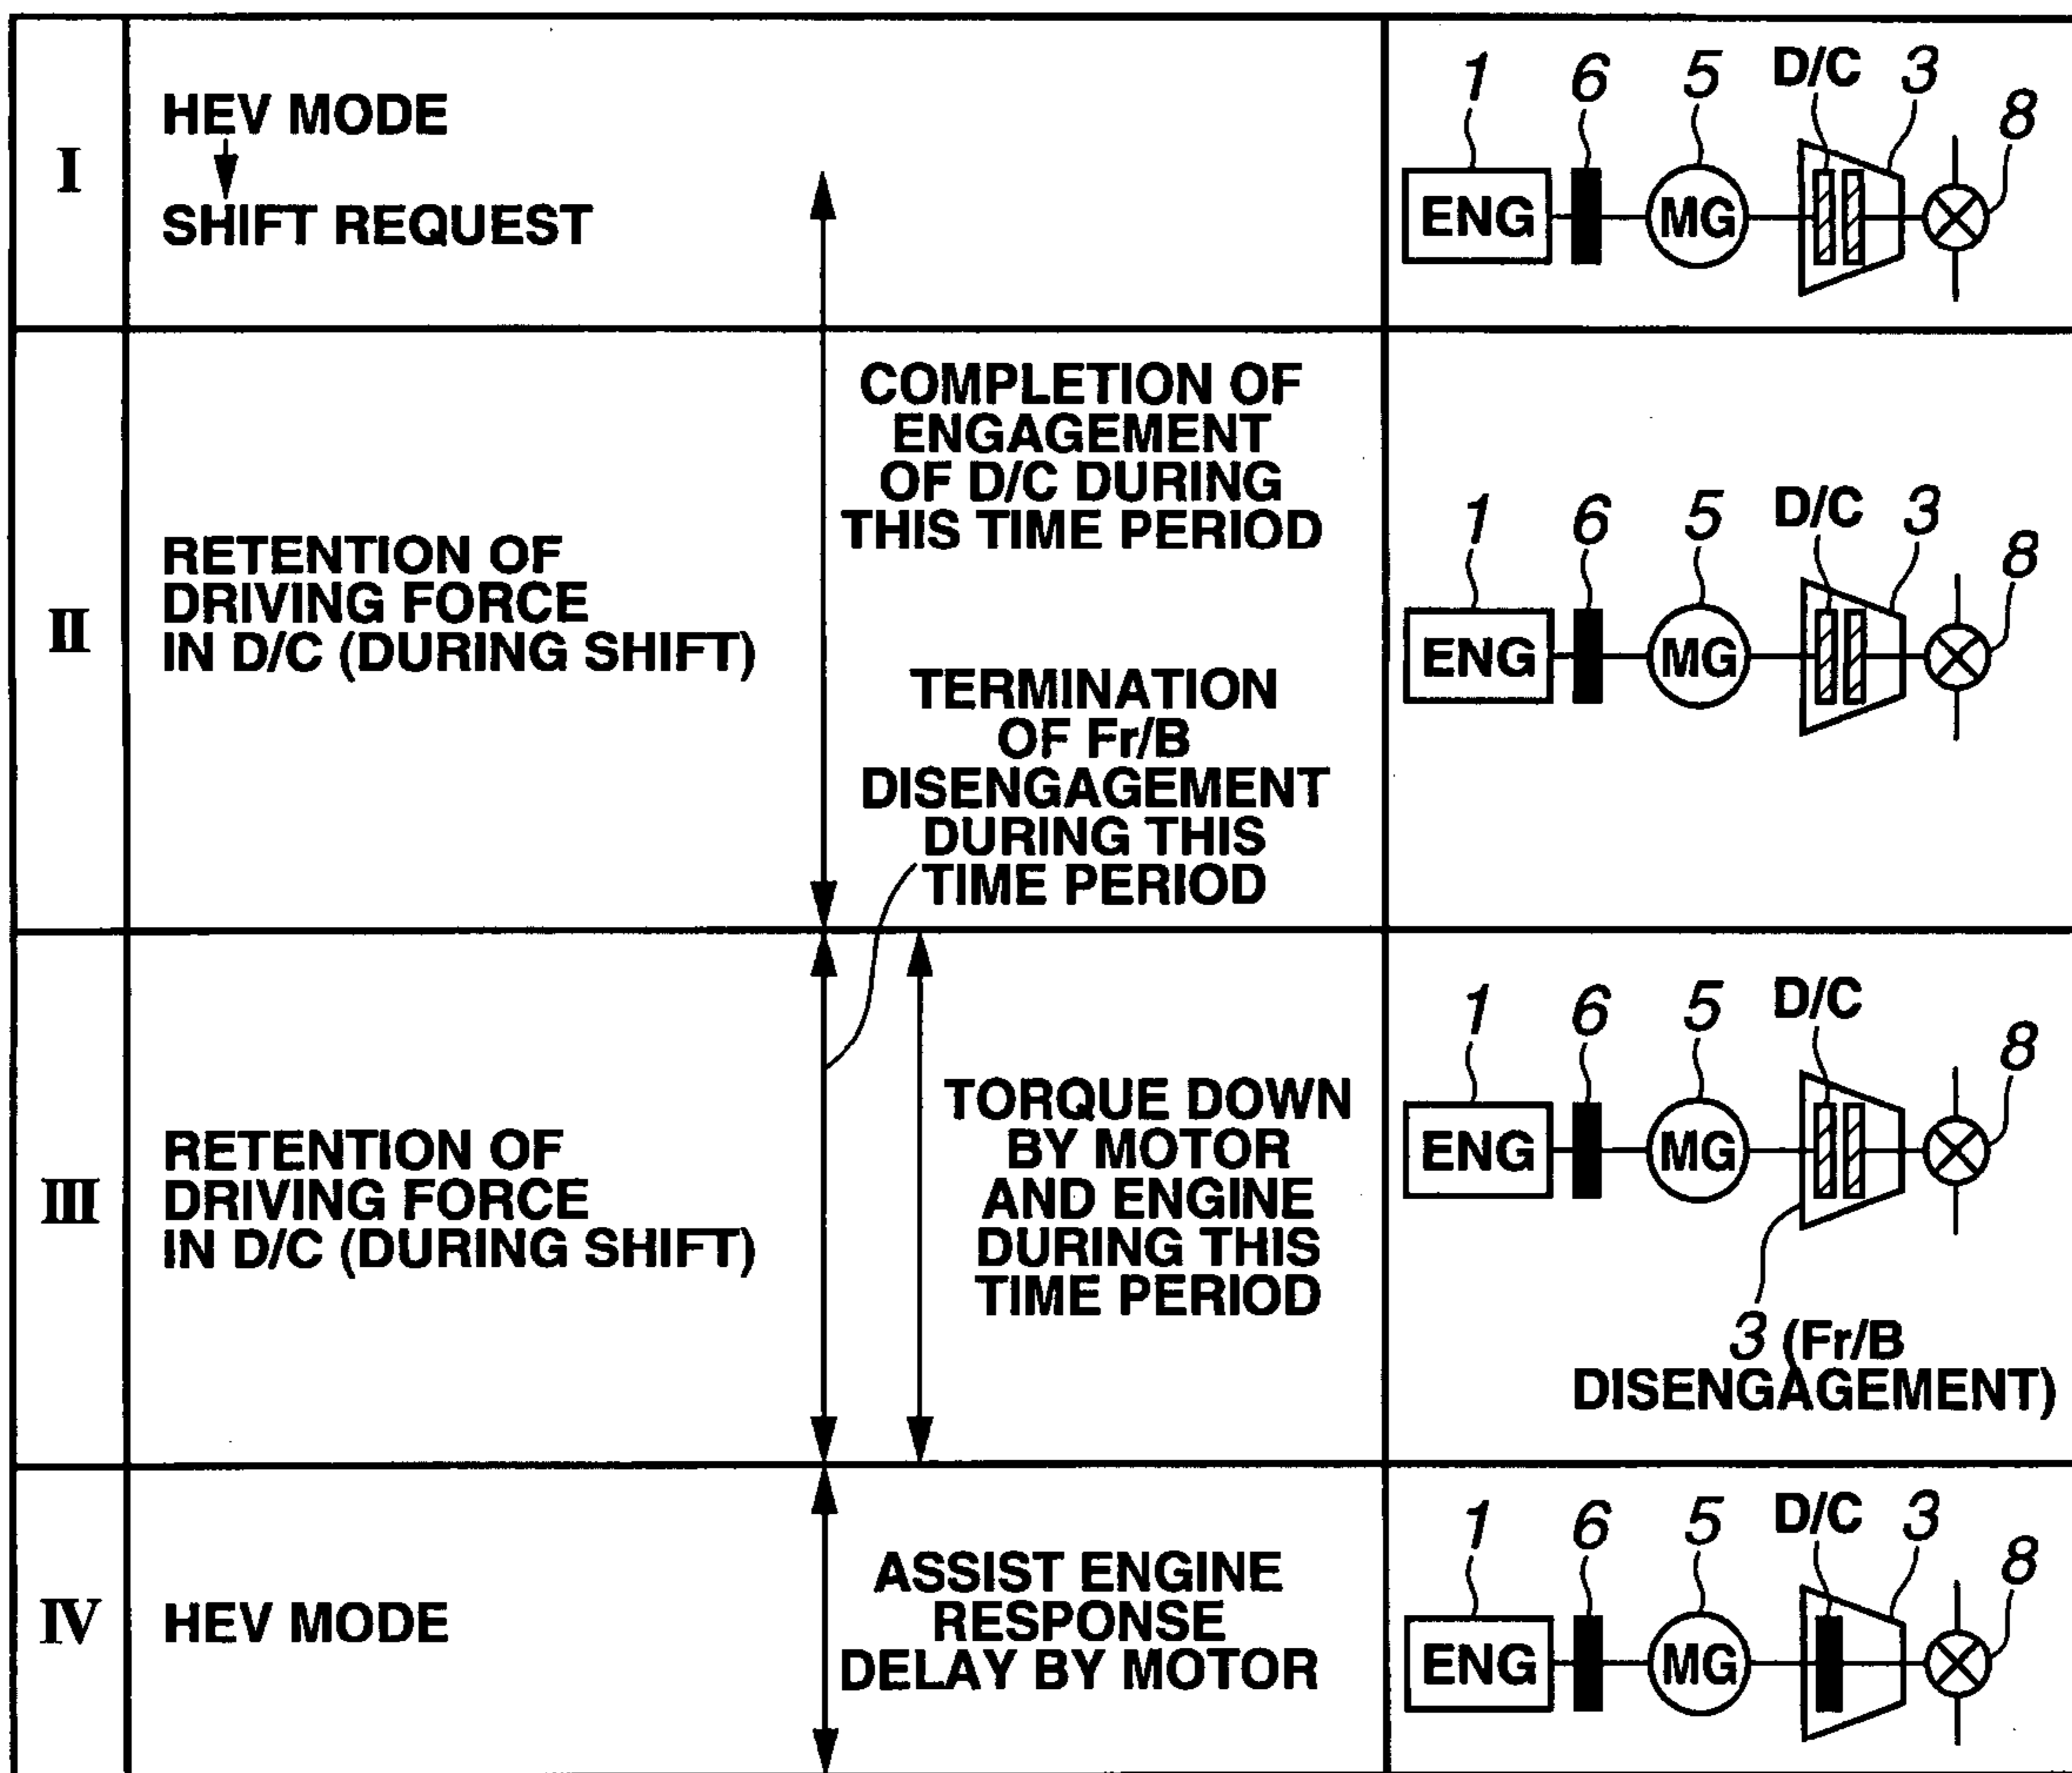 I
HEV MODE
SHIFT REQUEST
1 6 5 D/C 3 8
ENG MG
II
RETENTION OF
DRIVING FORCE
IN D/C (DURING SHIFT)
COMPLETION OF
ENGAGEMENT
OF D/C DURING
THIS TIME PERIOD
TERMINATION
OF Fr/B
DISENGAGEMENT
DURING THIS
TIME PERIOD
1 6 5 D/C 3 8
ENG MG
III
RETENTION OF
DRIVING FORCE
IN D/C (DURING SHIFT)
TORQUE DOWN
BY MOTOR
AND ENGINE
DURING THIS
TIME PERIOD
1 6 5 D/C 8
ENG MG
3 (Fr/B
DISENGAGEMENT)
IV
HEV MODE
ASSIST ENGINE
RESPONSE
DELAY BY MOTOR
1 6 5 D/C 3 8
ENG MG